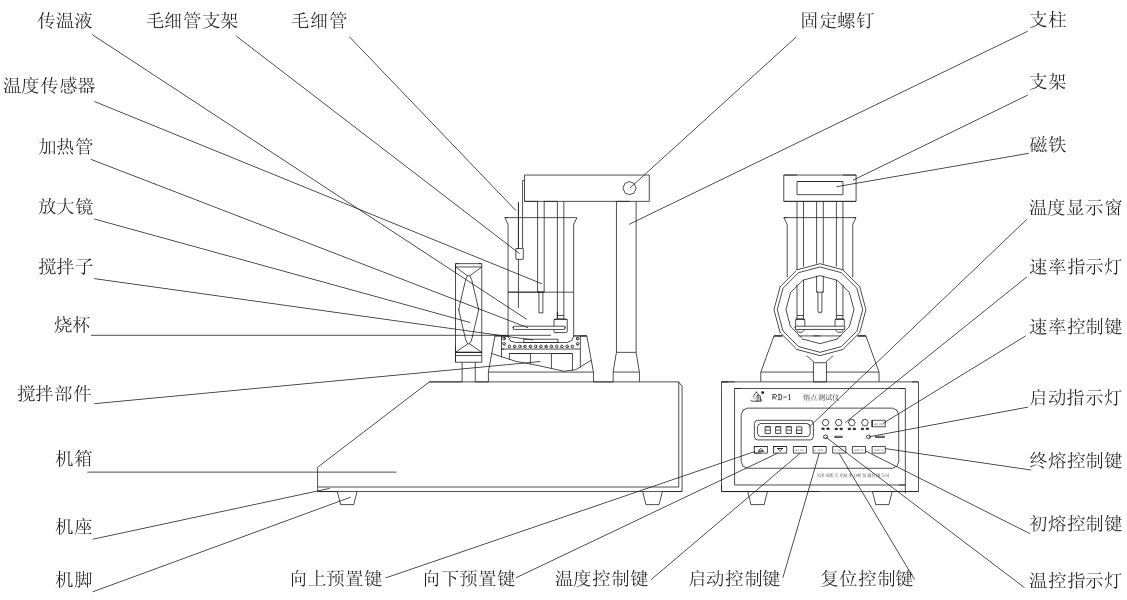 传温液
毛细管支架
毛细管
固定螺钉
支柱
温度传感器
支架
加热管
磁铁
放大镜
温度显示窗
搅拌子
速率指示灯
烧杯
速率控制键
搅拌部件
启动指示灯
RD-1 熔点测试仪
机箱
终熔控制键
机座
初熔控制键
机脚
向上预置键
向下预置键
温度控制键
启动控制键
复位控制键
温控指示灯